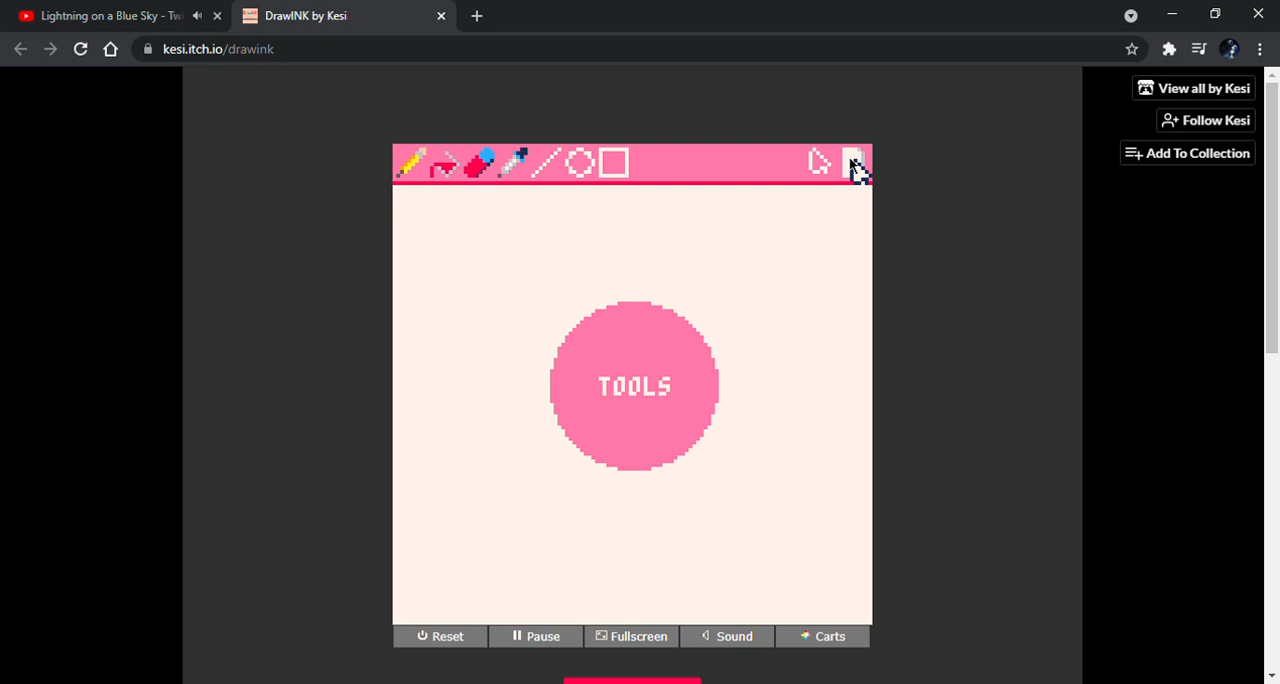 Lightning on a Blue Sky - Tw
DrawINK by Kesi
kesi.itch.io/drawink
View all by Kesi
Follow Kesi
Add To Collection
TOOLS
Reset
Pause
Fullscreen
Sound
Carts